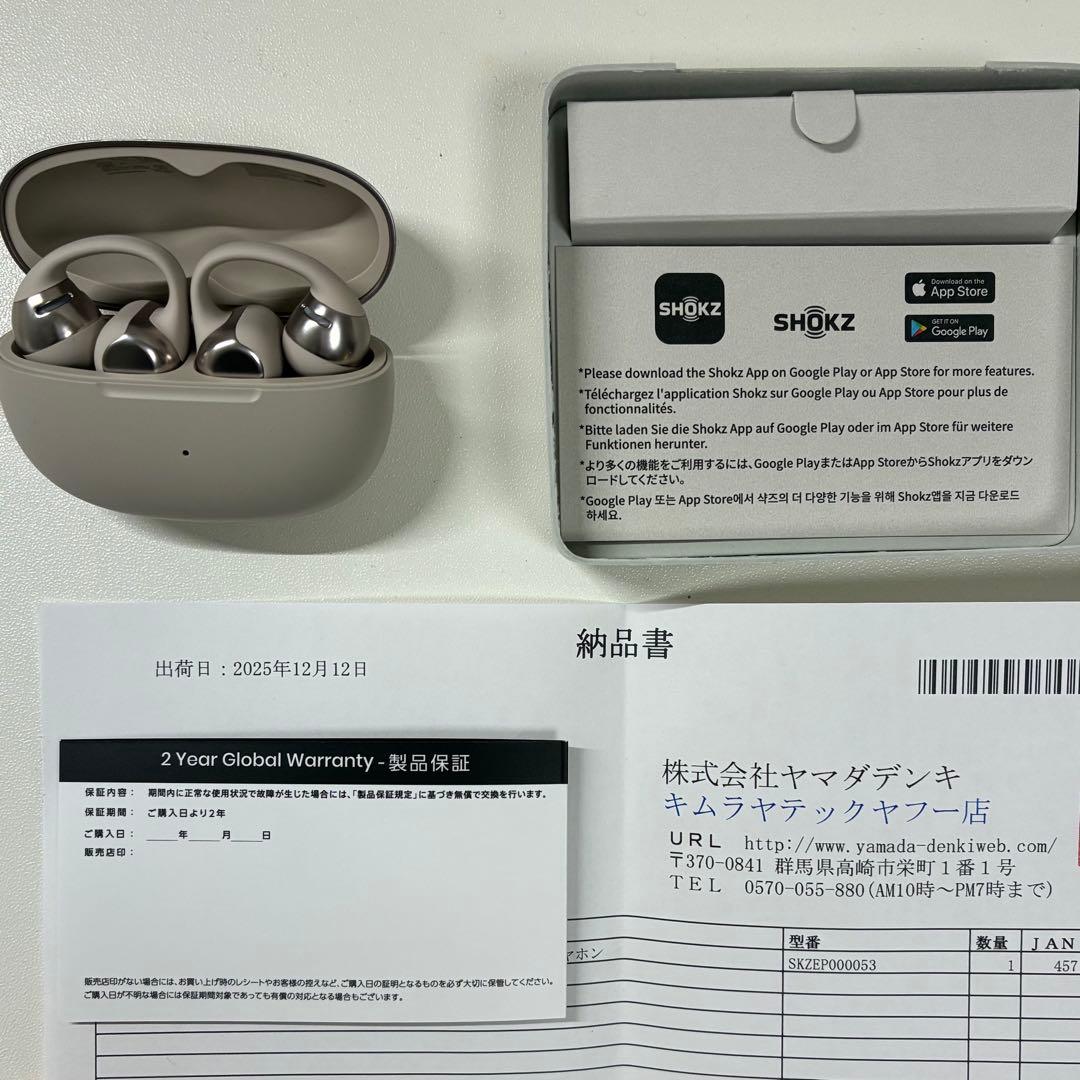 SHOKZ
SHOKZ
Download on the
App Store
GET IT ON
Google Play
*Please download the Shokz App on Google Play or App Store for more features.
*Téléchargez l'application Shokz sur Google Play ou App Store pour plus de
fonctionnalités.
*Bitte laden Sie die Shokz App auf Google Play oder im App Store für weitere
Funktionen herunter.
*より多くの機能をご利用するには、Google PlayまたはApp StoreからShokzアプリをダウン
ロードしてください。
*Google Play 또는 App Store에서 샥즈의 더 다양한 기능을 위해 Shokz앱을 지금 다운로드
하세요.
納品書
出荷日：2025年12月12日
株式会社ヤマダデンキ
キムラヤテックヤフー店
URL http://www.yamada-denkiweb.com/
〒370-0841 群馬県高崎市栄町1番1号
TEL 0570-055-880(AM10時～PM7時まで)
型番 数量 JAN
ヤホン SKZEP000053 1 457
2 Year Global Warranty - 製品保証
保証内容： 期間内に正常な使用状況で故障が生じた場合には、「製品保証規定」に基づき無償で交換を行います。
保証期間： ご購入日より2年
ご購入日： ____年____月____日
販売店印：
販売店印がない場合には、お買い上げ時のレシートやお客様の控えなど、ご購入日の証明となるものを必ず大切に保管してください。
ご購入日が不明な場合には保証期間対象であっても有償の対応となる場合もございます。